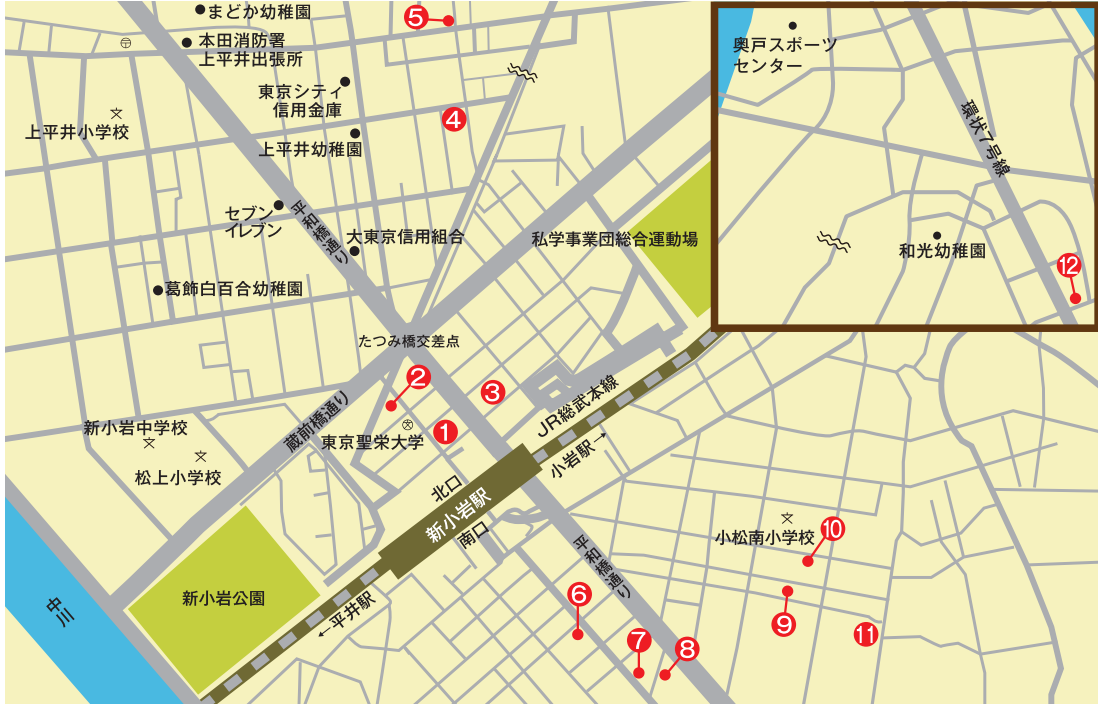 まどか幼稚園
本田消防署
上平井出張所
5
東京シティ
信用金庫
上平井小学校
上平井幼稚園
4
セブン
イレブン
平和橋通り
大東京信用組合
葛飾白百合幼稚園
私学事業団総合運動場
奥戸スポーツ
センター
環状7号線
和光幼稚園
12
たつみ橋交差点
2
3
1
蔵前橋通り
東京聖栄大学
新小岩中学校
松上小学校
JR総武本線
小岩駅→
北口
新小岩駅
南口
←平井駅
新小岩公園
中川
平和橋通り
小松南小学校
10
6
9
7
8
11